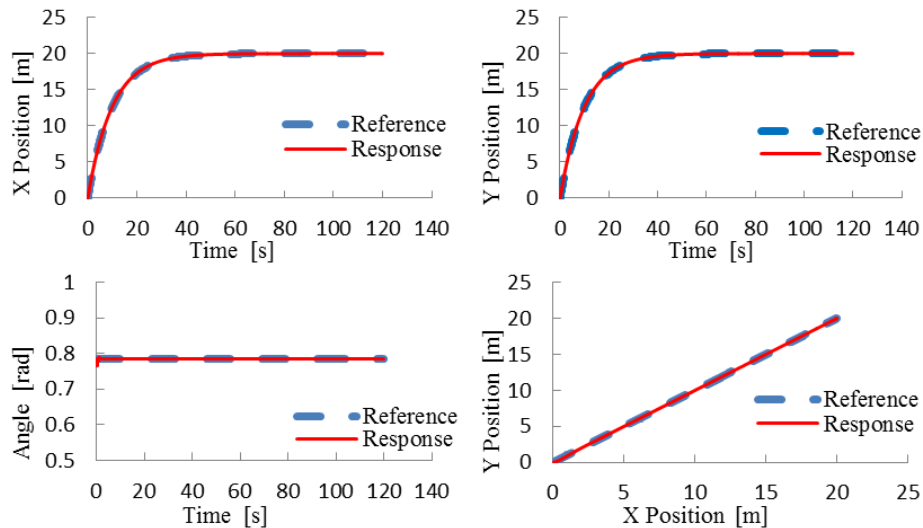 25
20
15
10
5
0
X Position [m]
Reference
Response
0 20 40 60 80 100 120 140
Time [s]
25
20
15
10
5
0
Y Position [m]
Reference
Response
0 20 40 60 80 100 120 140
Time [s]
1
0.9
0.8
0.7
0.6
0.5
Angle [rad]
Reference
Response
0 20 40 60 80 100 120 140
Time [s]
25
20
15
10
5
0
Y Position [m]
Reference
Response
0 5 10 15 20 25
X Position [m]